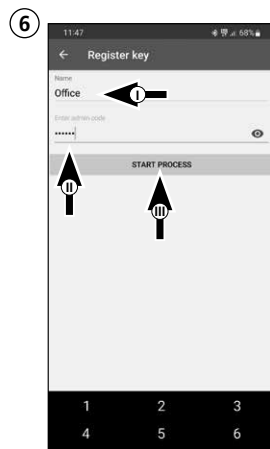 6
11:47 68%
← Register key
Name
Office
I
Enter admin code
••••••
II
START PROCESS
III
1 2 3
4 5 6